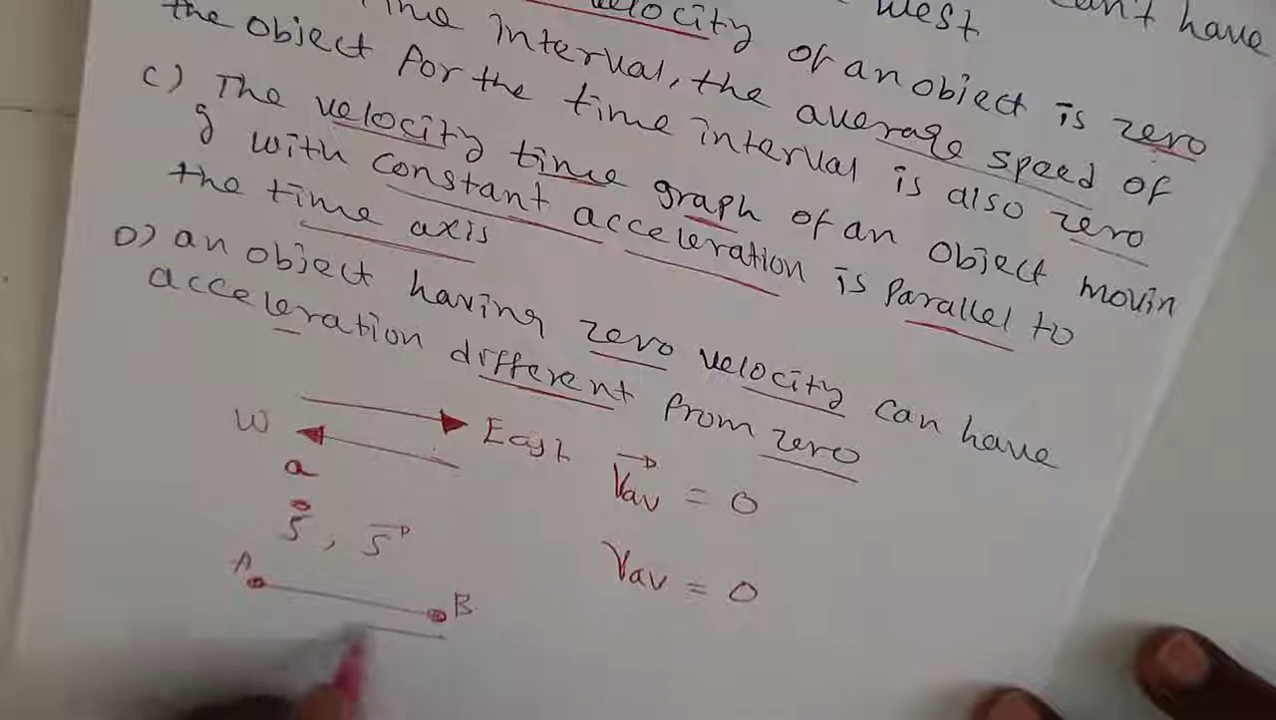 West can't have
Time interval, the velocity of an object is zero
the object for the time interval, the average speed of
is also zero
C) The velocity time graph of an object movin
g with constant acceleration is parallel to
the time axis
D) an object having zero velocity can have
acceleration different from zero
W East
a
S, S
Vav = 0
Vav = 0
A B